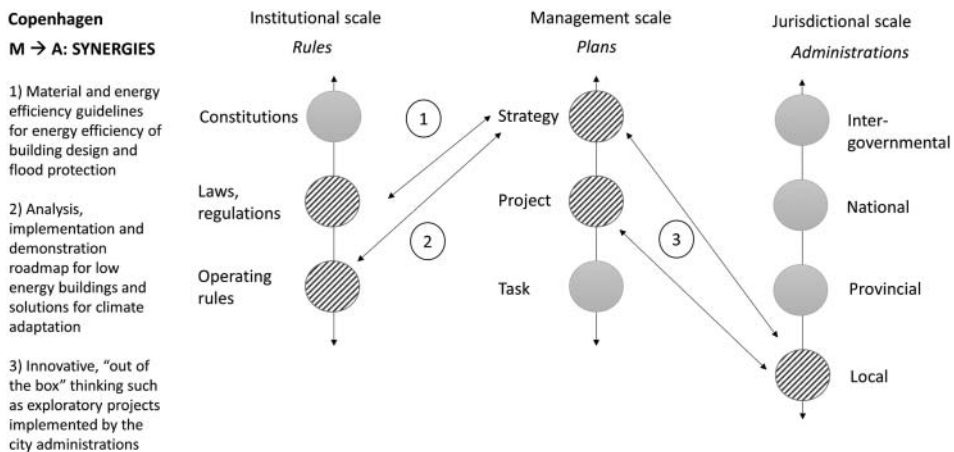 Copenhagen
M → A: SYNERGIES
1) Material and energy
efficiency guidelines
for energy efficiency of
building design and
flood protection
2) Analysis,
implementation and
demonstration
roadmap for low
energy buildings and
solutions for climate
adaptation
3) Innovative, “out of
the box” thinking such
as exploratory projects
implemented by the
city administrations
Institutional scale
Rules
Constitutions
Laws,
regulations
Operating
rules
1
2
Management scale
Plans
Strategy
Project
Task
3
Jurisdictional scale
Administrations
Inter-
governmental
National
Provincial
Local